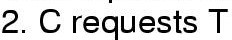 2. C requests T